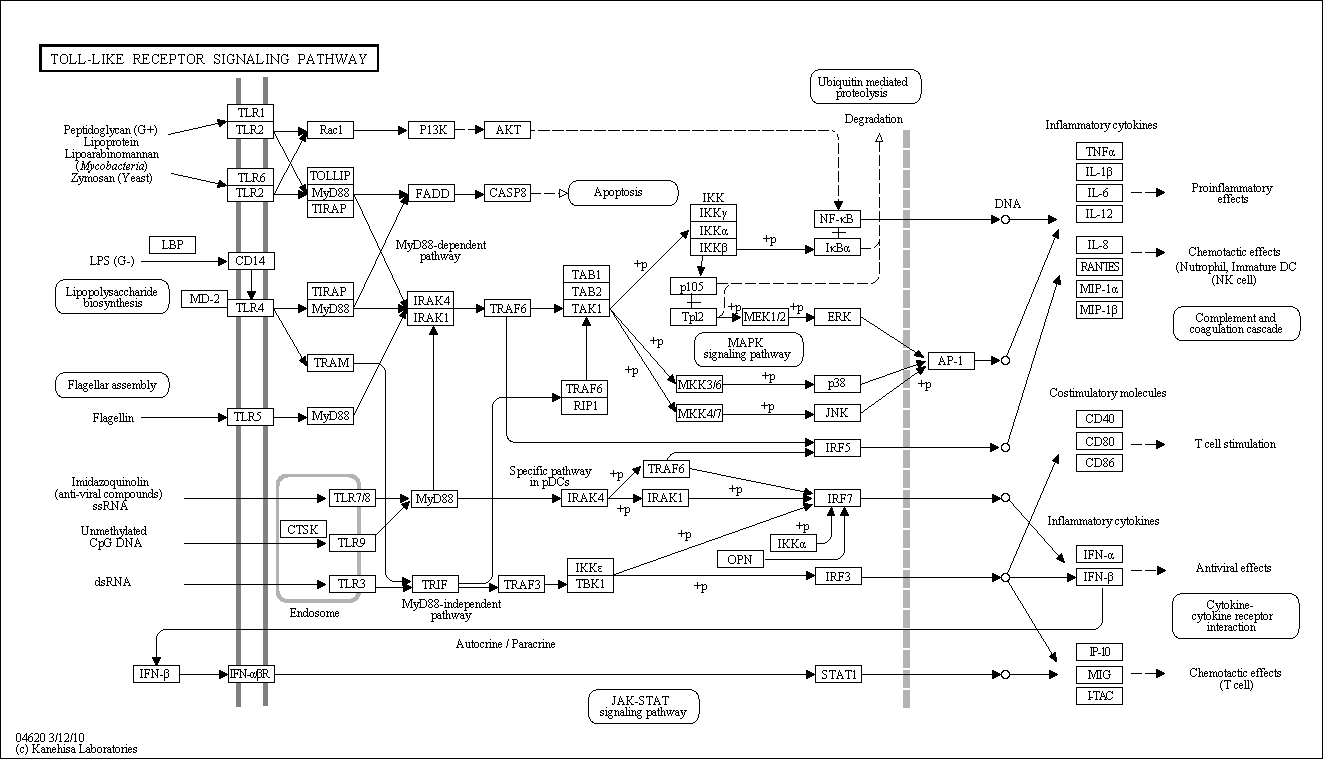 TOLL-LIKE RECEPTOR SIGNALING PATHWAY
Peptidoglycan (G+)
Lipoprotein
Lipoarabinomannan
(Mycobacteria)
Zymosan (Yeast)
TLR1
TLR2
TLR6
TLR2
Rac1
P13K
AKT
TOLLIP
MyD88
TIRAP
FADD
CASP8
Apoptosis
Ubiquitin mediated
proteolysis
Degradation
LBP
LPS (G-)
CD14
Lipopolysaccharide
biosynthesis
MD-2
TLR4
TIRAP
MyD88
TRAM
MyD88-dependent
pathway
IRAK4
IRAK1
TRAF6
TAB1
TAB2
TAK1
+p
IKK
IKKγ
IKKα
IKKβ
+p
NF-κB
IκBα
p105
Tpl2
+p
MEK1/2
+p
ERK
MAPK
signaling pathway
+p
+p
MKK3/6
+p
p38
MKK4/7
+p
JNK
AP-1
+p
Flagellar assembly
Flagellin
TLR5
MyD88
TRAF6
RIP1
IRF5
Imidazoquinolin
(anti-viral compounds)
ssRNA
TLR7/8
MyD88
Specific pathway
in pDCs
IRAK4
+p
+p
TRAF6
IRAK1
+p
IRF7
Unmethylated
CpG DNA
CTSK
TLR9
+p
IKKα
+p
OPN
dsRNA
TLR3
Endosome
TRIF
MyD88-independent
pathway
TRAF3
IKKε
TBK1
+p
IRF3
Autocrine / Paracrine
IFN-β
IFN-αβR
STAT1
JAK-STAT
signaling pathway
DNA
Inflammatory cytokines
TNFα
IL-1β
IL-6
IL-12
Proinflammatory
effects
IL-8
RANTES
MIP-1α
MIP-1β
Chemotactic effects
(Nutrophil, Immature DC
(NK cell)
Complement and
coagulation cascade
Costimulatory molecules
CD40
CD80
CD86
T cell stimulation
Inflammatory cytokines
IFN-α
IFN-β
Antiviral effects
Cytokine-
cytokine receptor
interaction
IP-10
MIG
I-TAC
Chemotactic effects
(T cell)
04620 3/12/10
(c) Kanehisa Laboratories